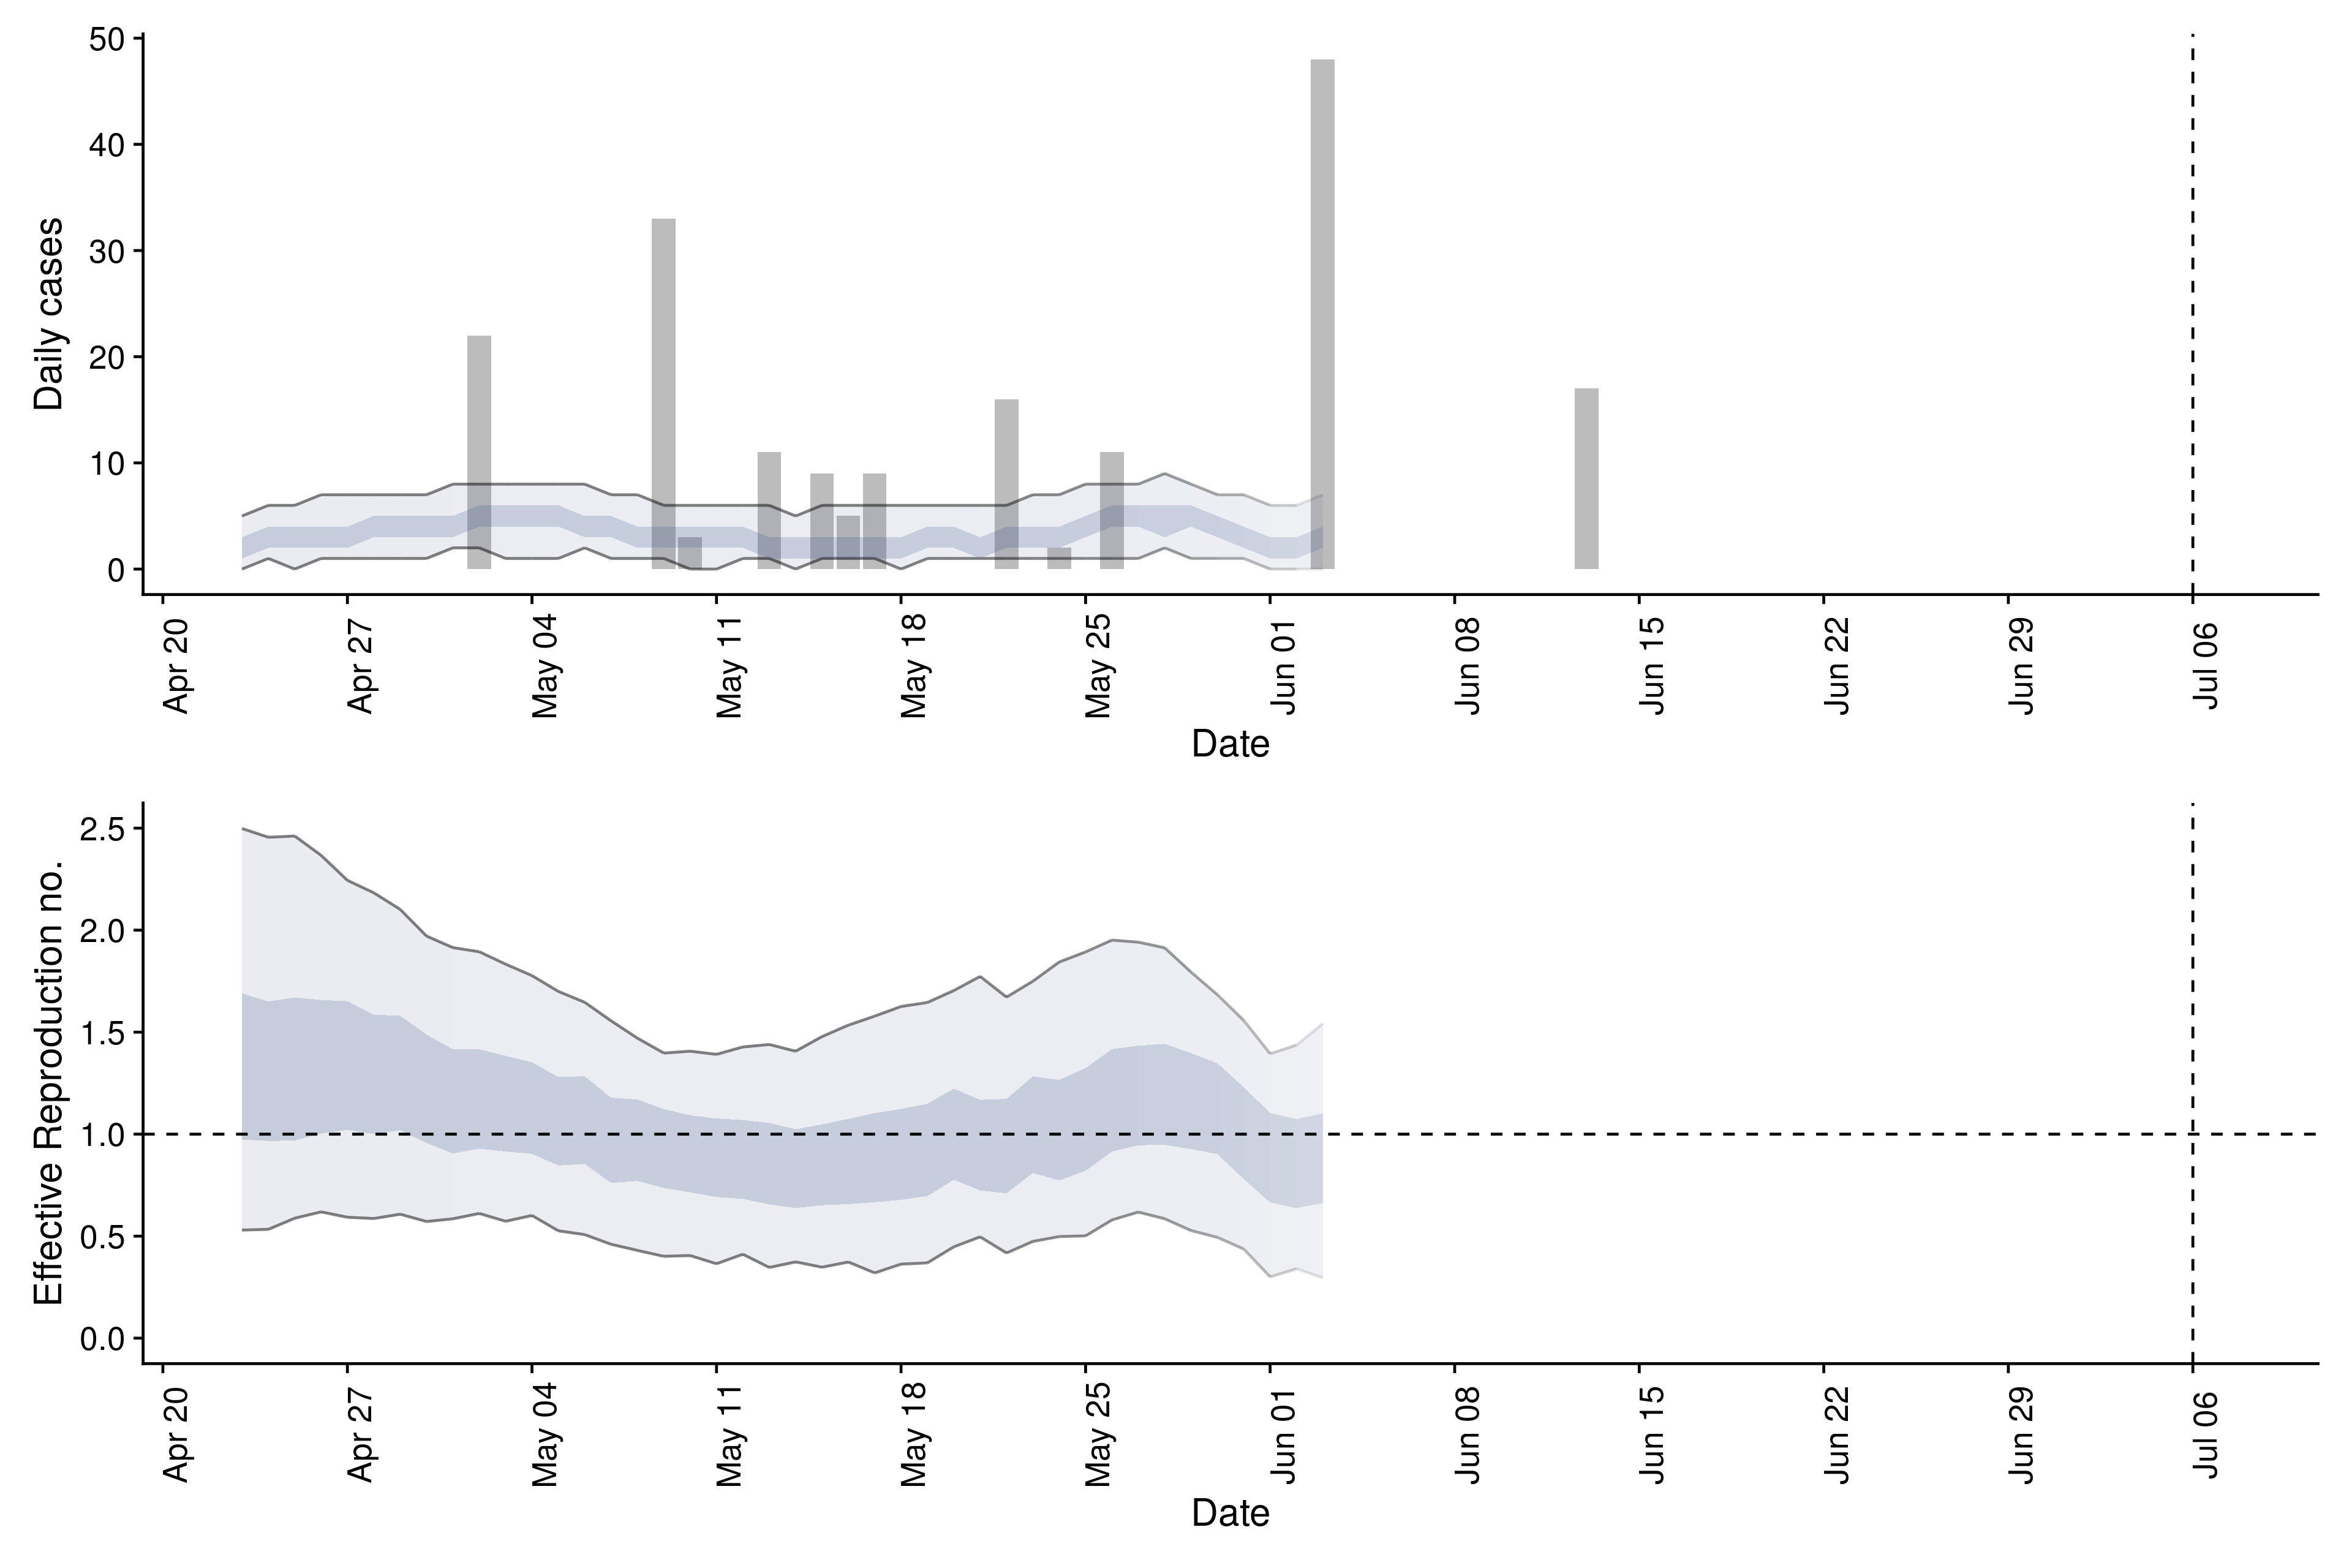 50
40
30
20
10
0
Daily cases
Apr 20
Apr 27
May 04
May 11
May 18
May 25
Jun 01
Jun 08
Jun 15
Jun 22
Jun 29
Jul 06
Date
2.5
2.0
1.5
1.0
0.5
0.0
Effective Reproduction no.
Apr 20
Apr 27
May 04
May 11
May 18
May 25
Jun 01
Jun 08
Jun 15
Jun 22
Jun 29
Jul 06
Date